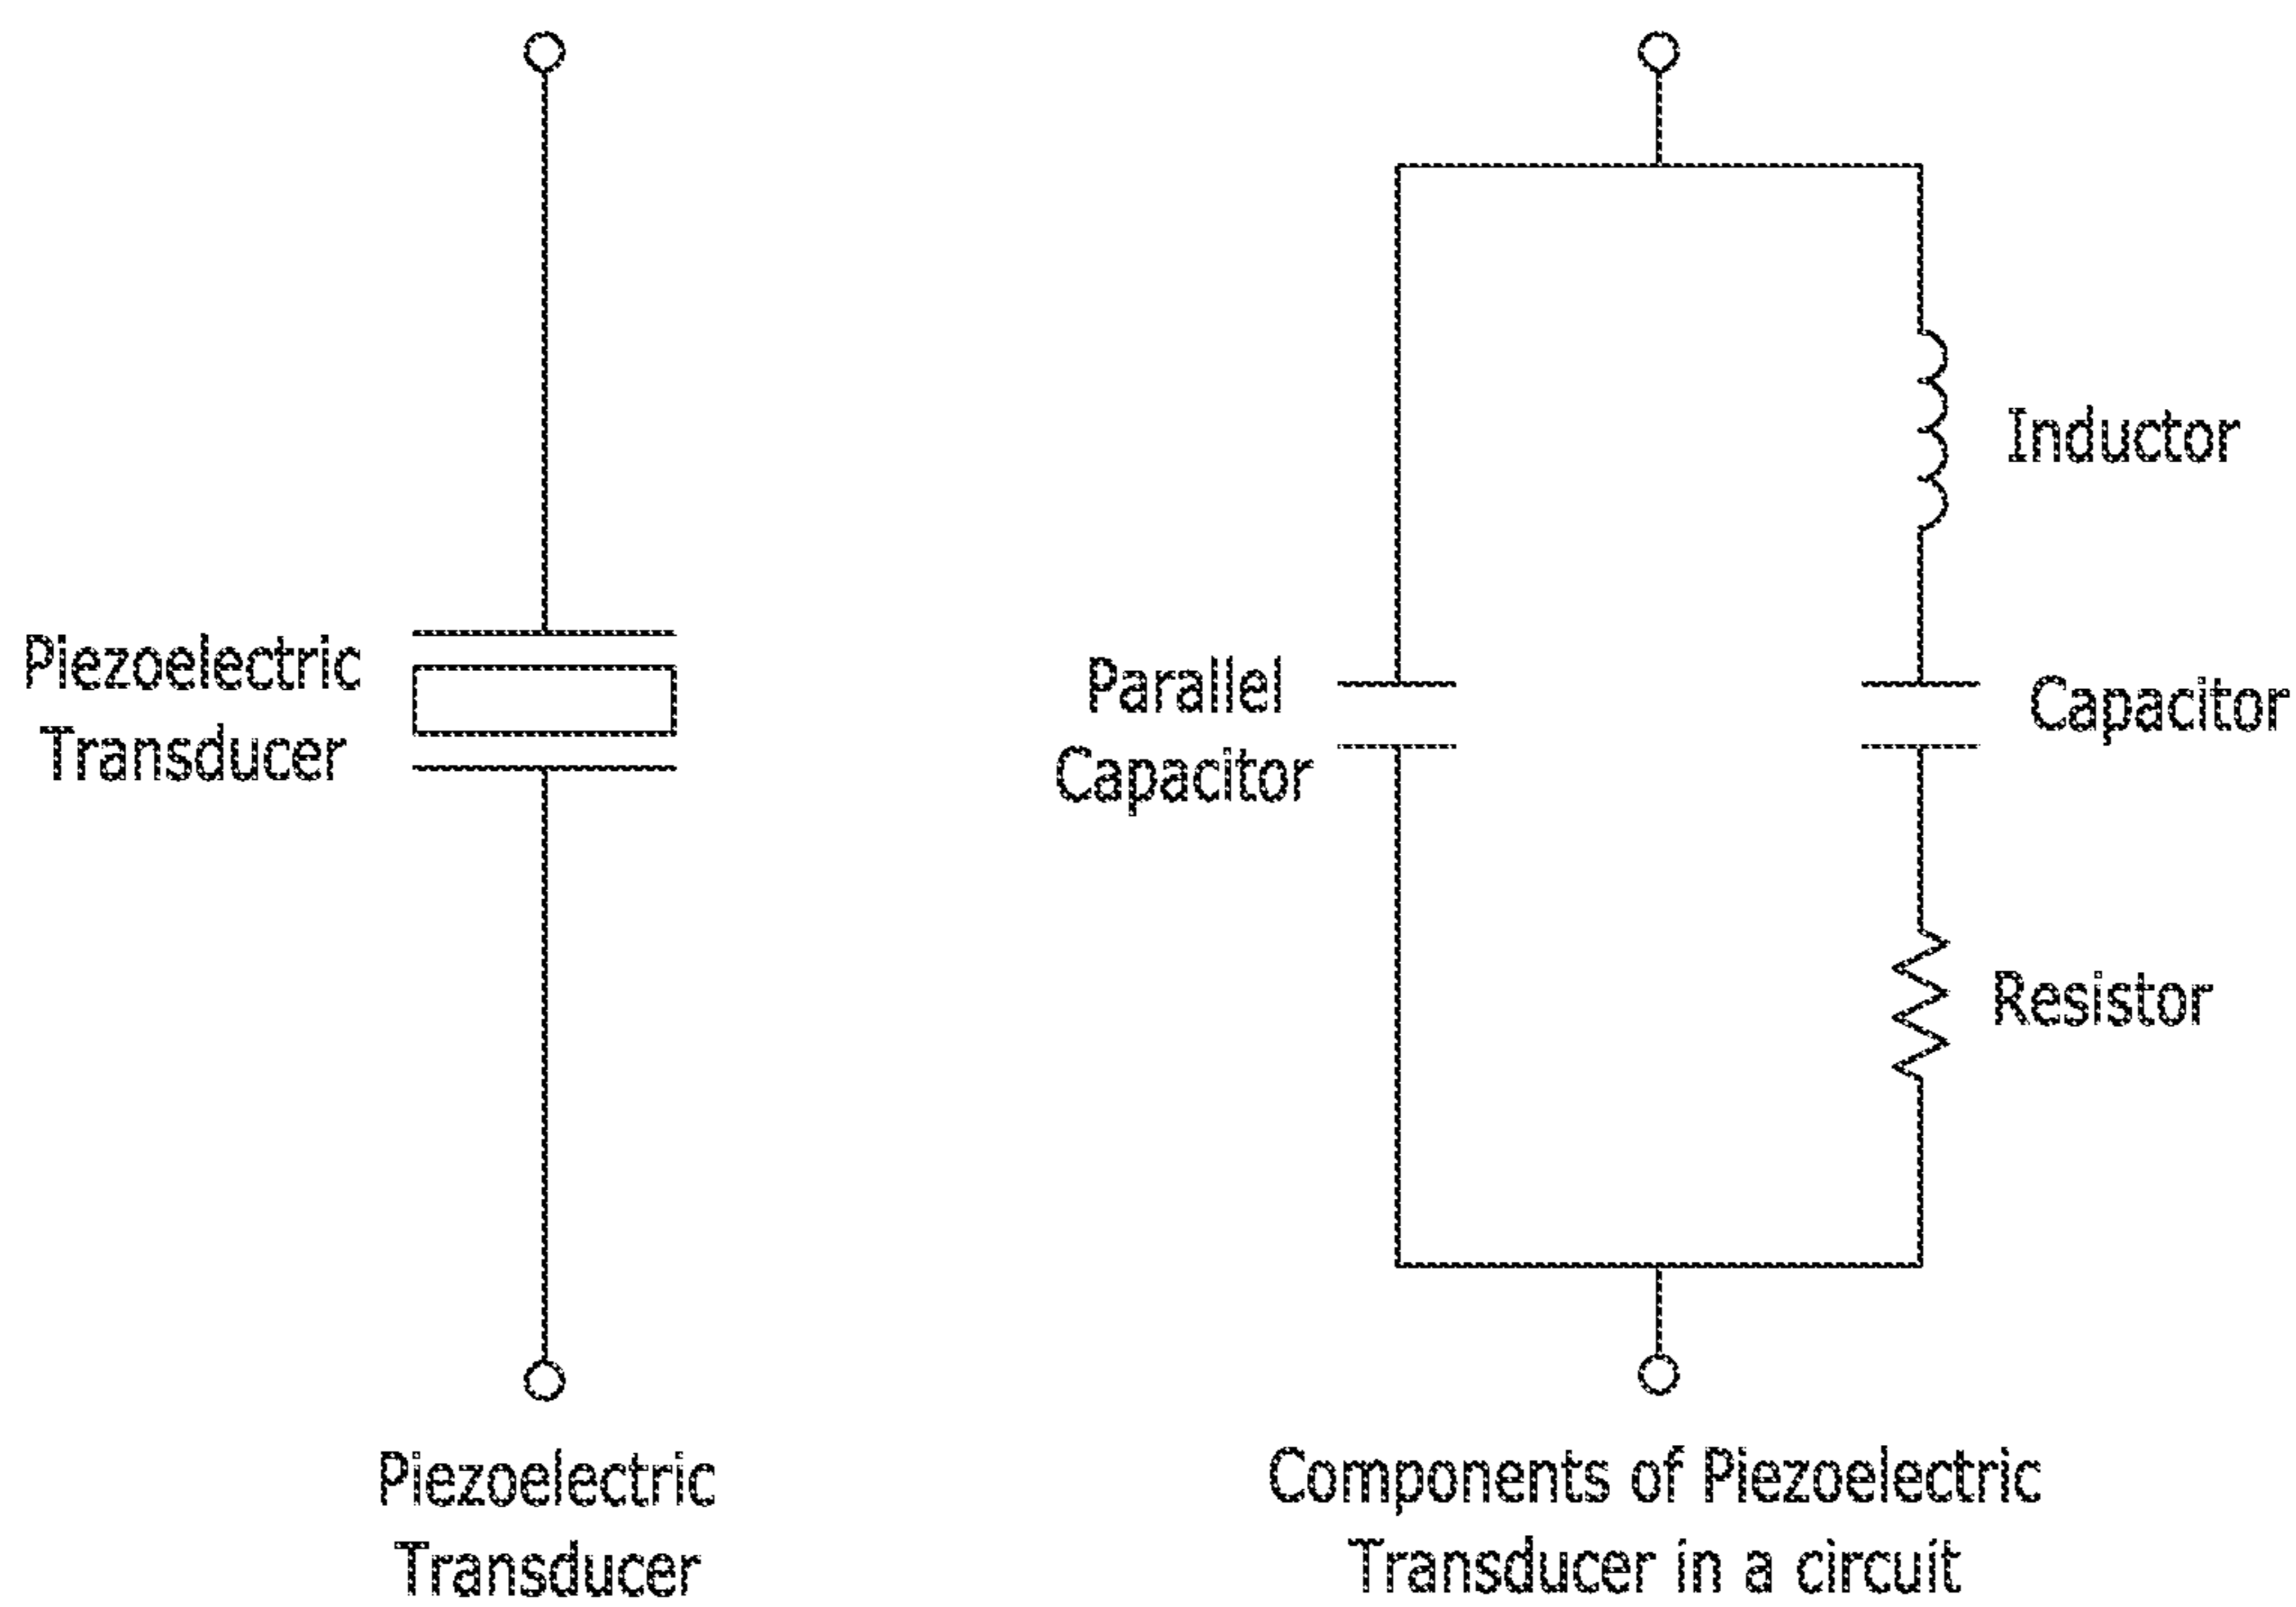 Piezoelectric
Transducer
Piezoelectric
Transducer
Parallel
Capacitor
Inductor
Capacitor
Resistor
Components of Piezoelectric
Transducer in a circuit